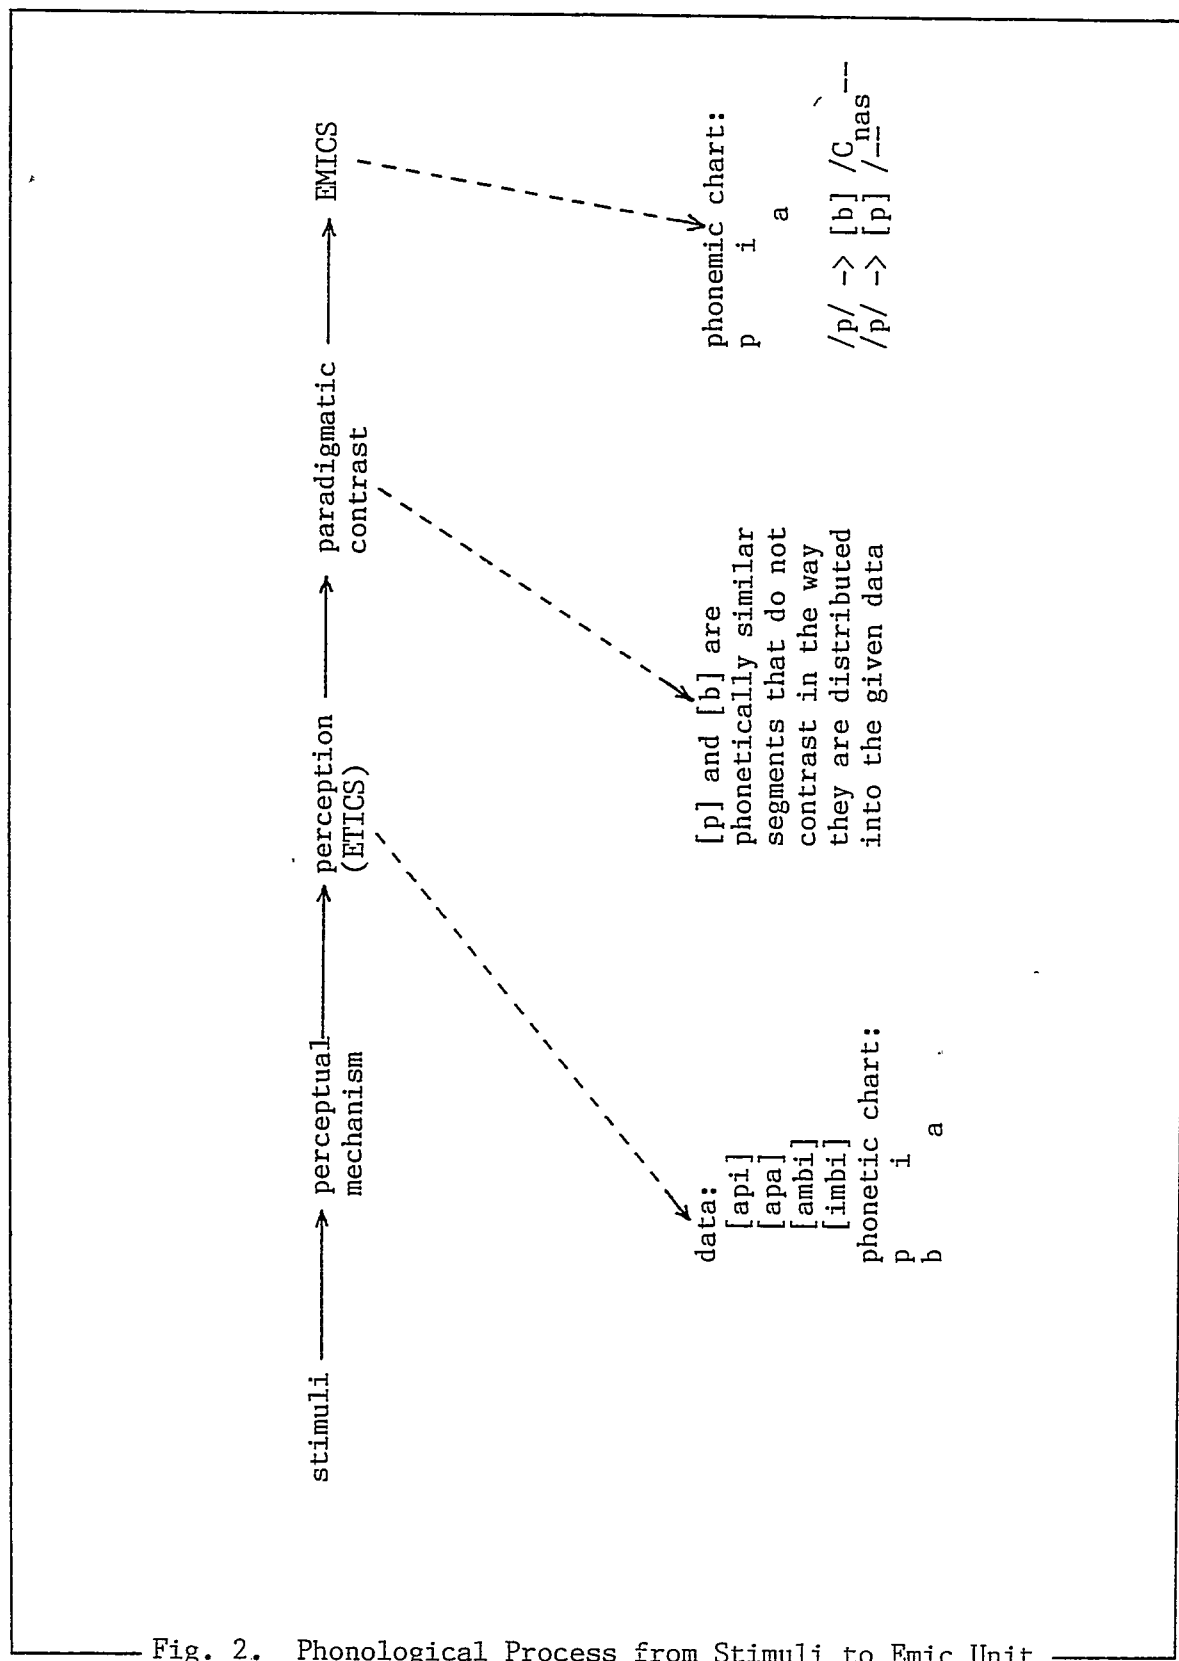 stimuli
perceptual
mechanism
perception
(ETICS)
paradigmatic
contrast
EMICS
data:
[api]
[apa]
[ambi]
[imbi]
phonetic chart:
p i
b a
[p] and [b] are
phonetically similar
segments that do not
contrast in the way
they are distributed
into the given data
phonemic chart:
p i
a
/p/ -> [b] /C_nas --
/p/ -> [p] /--
Fig. 2. Phonological Process from Stimuli to Emic Unit